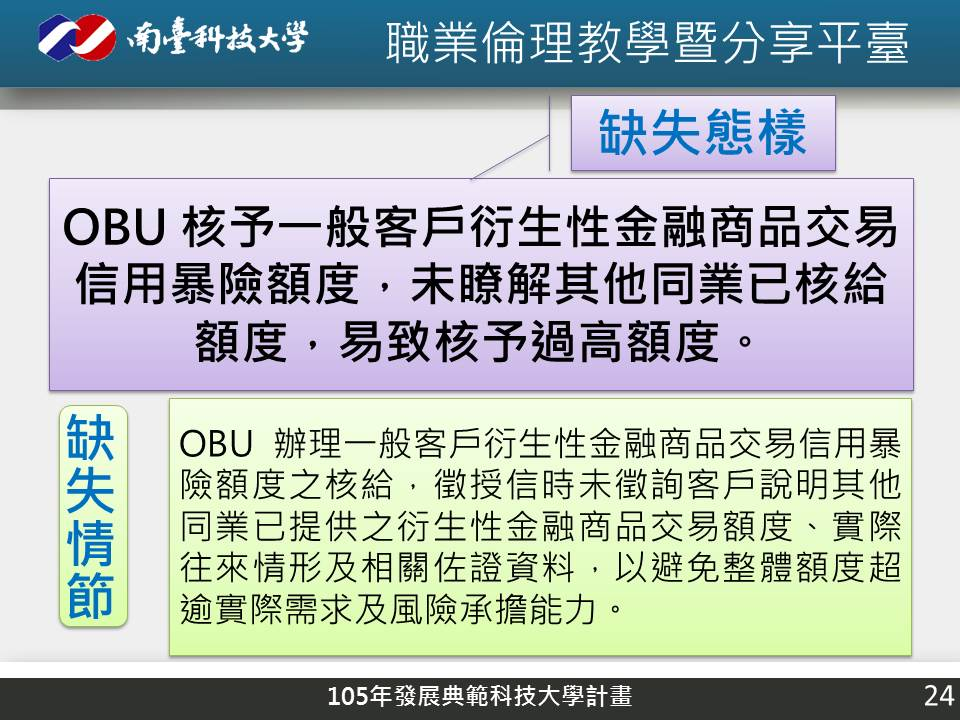 南臺科技大學
職業倫理教學暨分享平臺
缺失態樣
OBU 核予一般客戶衍生性金融商品交易
信用暴險額度，未瞭解其他同業已核給
額度，易致核予過高額度。
缺失情節
OBU 辦理一般客戶衍生性金融商品交易信用暴
險額度之核給，徵授信時未徵詢客戶說明其他
同業已提供之衍生性金融商品交易額度、實際
往來情形及相關佐證資料，以避免整體額度超
逾實際需求及風險承擔能力。
105年發展典範科技大學計畫
24